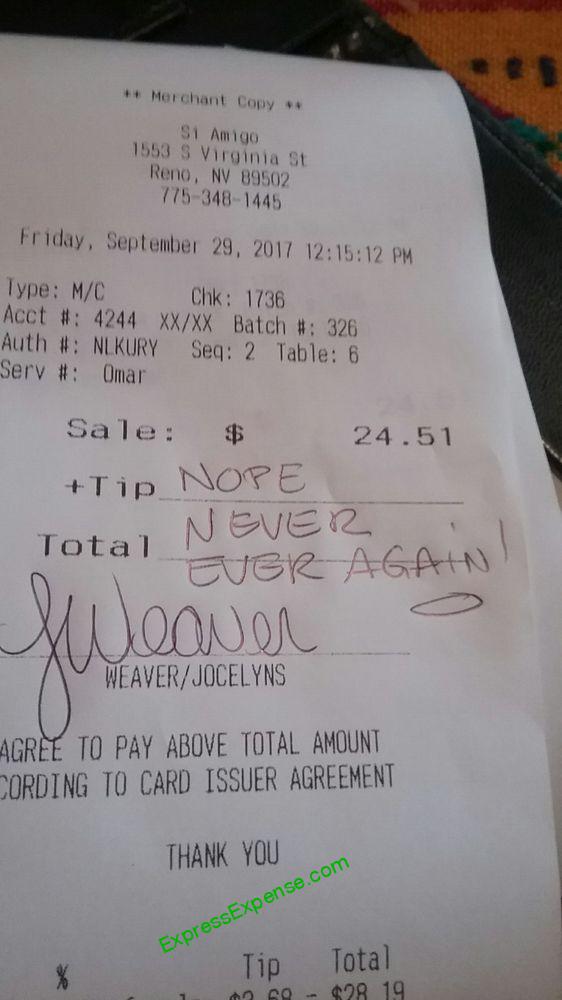 ** Merchant Copy **
Si Amigo
1553 S Virginia St
Reno, NV 89502
775-348-1445
Friday, September 29, 2017 12:15:12 PM
Type: M/C Chk: 1736
Acct #: 4244 XX/XX Batch #: 326
Auth #: NLKURY Seq: 2 Table: 6
Serv #: Omar
Sale: $ 24.51
+Tip NOPE
Total NEVER
EVER AGAIN!
JWeaver
WEAVER/JOCELYNS
AGREE TO PAY ABOVE TOTAL AMOUNT
CORDING TO CARD ISSUER AGREEMENT
THANK YOU
ExpressExpense.com
% Tip Total
$28.19